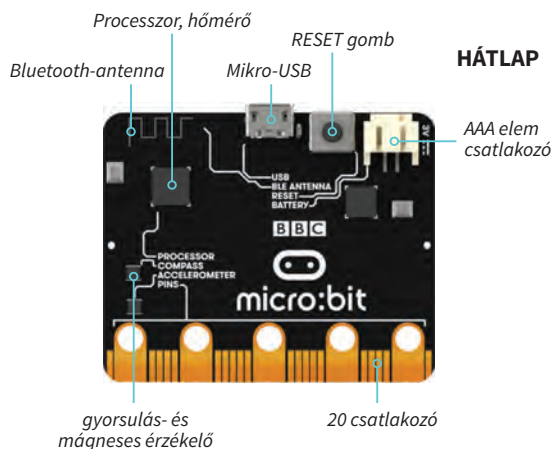 Processzor, hőmérő
RESET gomb
HÁTLAP
Bluetooth-antenna
Mikro-USB
AAA elem
csatlakozó
3V
USB
BLE ANTENNA
RESET
BATTERY
BBC
PROCESSOR
COMPASS
ACCELEROMETER
PINS
micro:bit
gyorsulás- és
mágneses érzékelő
20 csatlakozó